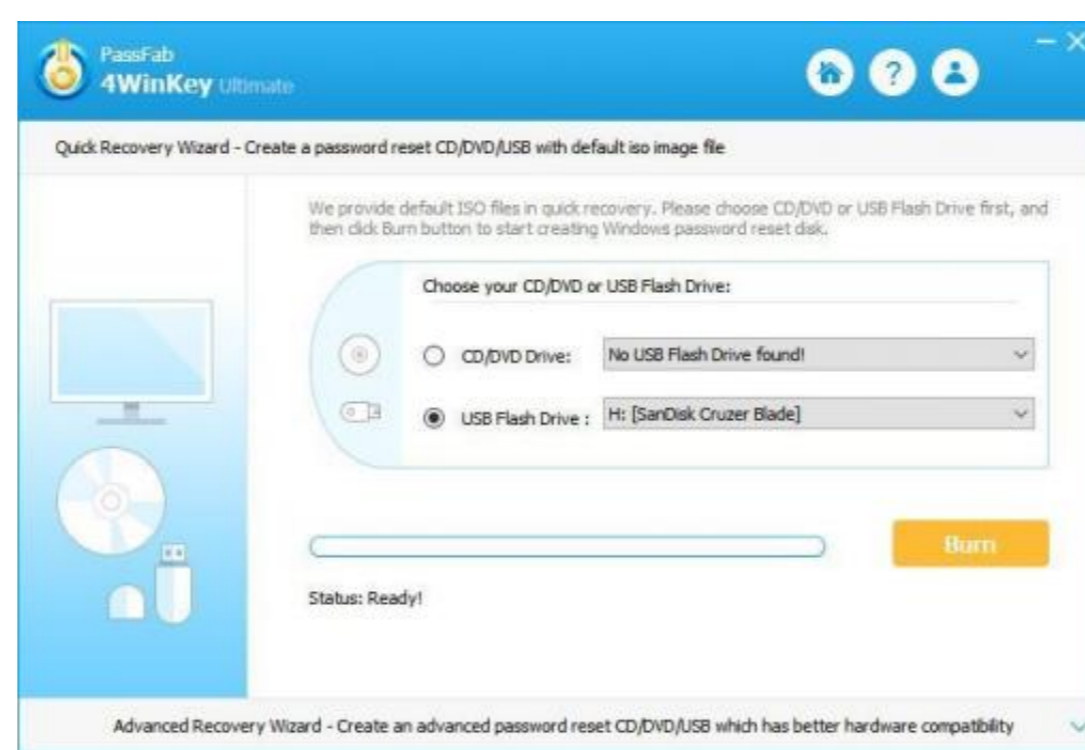 PassFab
4WinKey Ultimate
Quick Recovery Wizard - Create a password reset CD/DVD/USB with default iso image file
We provide default ISO files in quick recovery. Please choose CD/DVD or USB Flash Drive first, and
then click Burn button to start creating Windows password reset disk.
Choose your CD/DVD or USB Flash Drive:
CD/DVD Drive: No USB Flash Drive found!
USB Flash Drive : H: [SanDisk Cruzer Blade]
Burn
Status: Ready!
Advanced Recovery Wizard - Create an advanced password reset CD/DVD/USB which has better hardware compatibility